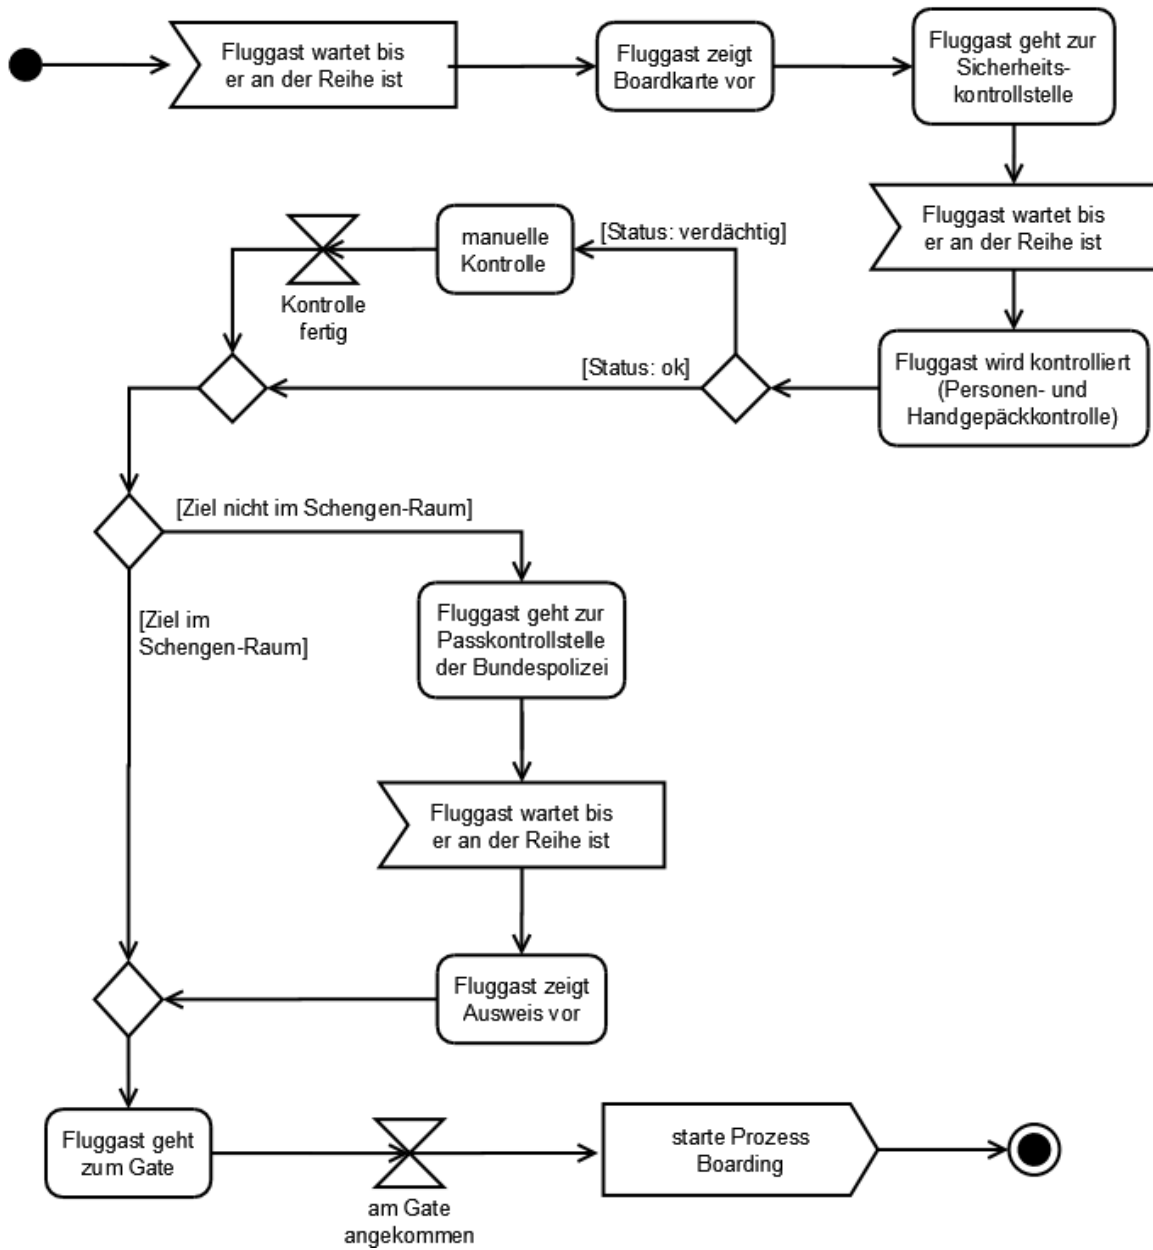 Fluggast wartet bis
er an der Reihe ist
Fluggast zeigt
Boardkarte vor
Fluggast geht zur
Sicherheits-
kontrollstelle
Fluggast wartet bis
er an der Reihe ist
Fluggast wird kontrolliert
(Personen- und
Handgepäckkontrolle)
[Status: verdächtig]
manuelle
Kontrolle
Kontrolle
fertig
[Status: ok]
[Ziel nicht im Schengen-Raum]
[Ziel im
Schengen-Raum]
Fluggast geht zur
Passkontrollstelle
der Bundespolizei
Fluggast wartet bis
er an der Reihe ist
Fluggast zeigt
Ausweis vor
Fluggast geht
zum Gate
am Gate
angekommen
starte Prozess
Boarding